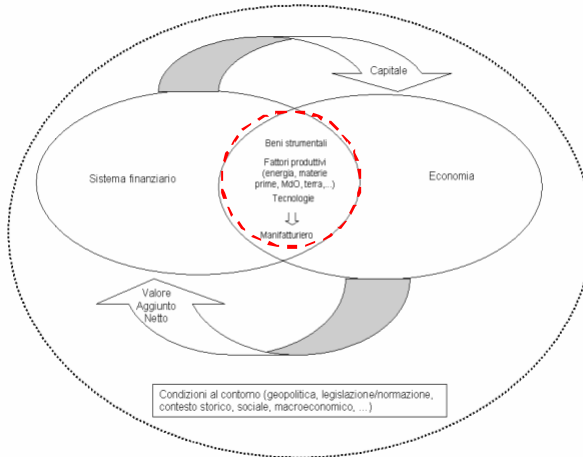 Capitale
Beni strumentali
Fattori produttivi
(energia, materie
prime, MdO, terra,...)
Tecnologie
Manifatturiero
Sistema finanziario
Economia
Valore
Aggiunto
Netto
Condizioni al contorno (geopolitica, legislazione/normazione,
contesto storico, sociale, macroeconomico, ...)